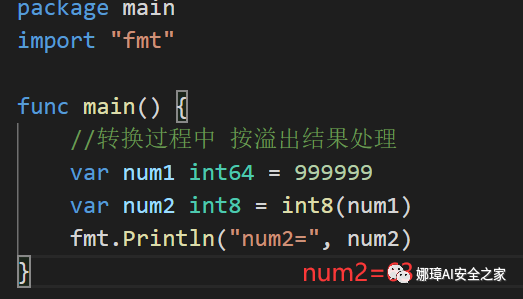 package main
import "fmt"
func main() {
//转换过程中 按溢出结果处理
var num1 int64 = 999999
var num2 int8 = int8(num1)
fmt.Println("num2=", num2)
}
num2=63
娜璋AI安全之家